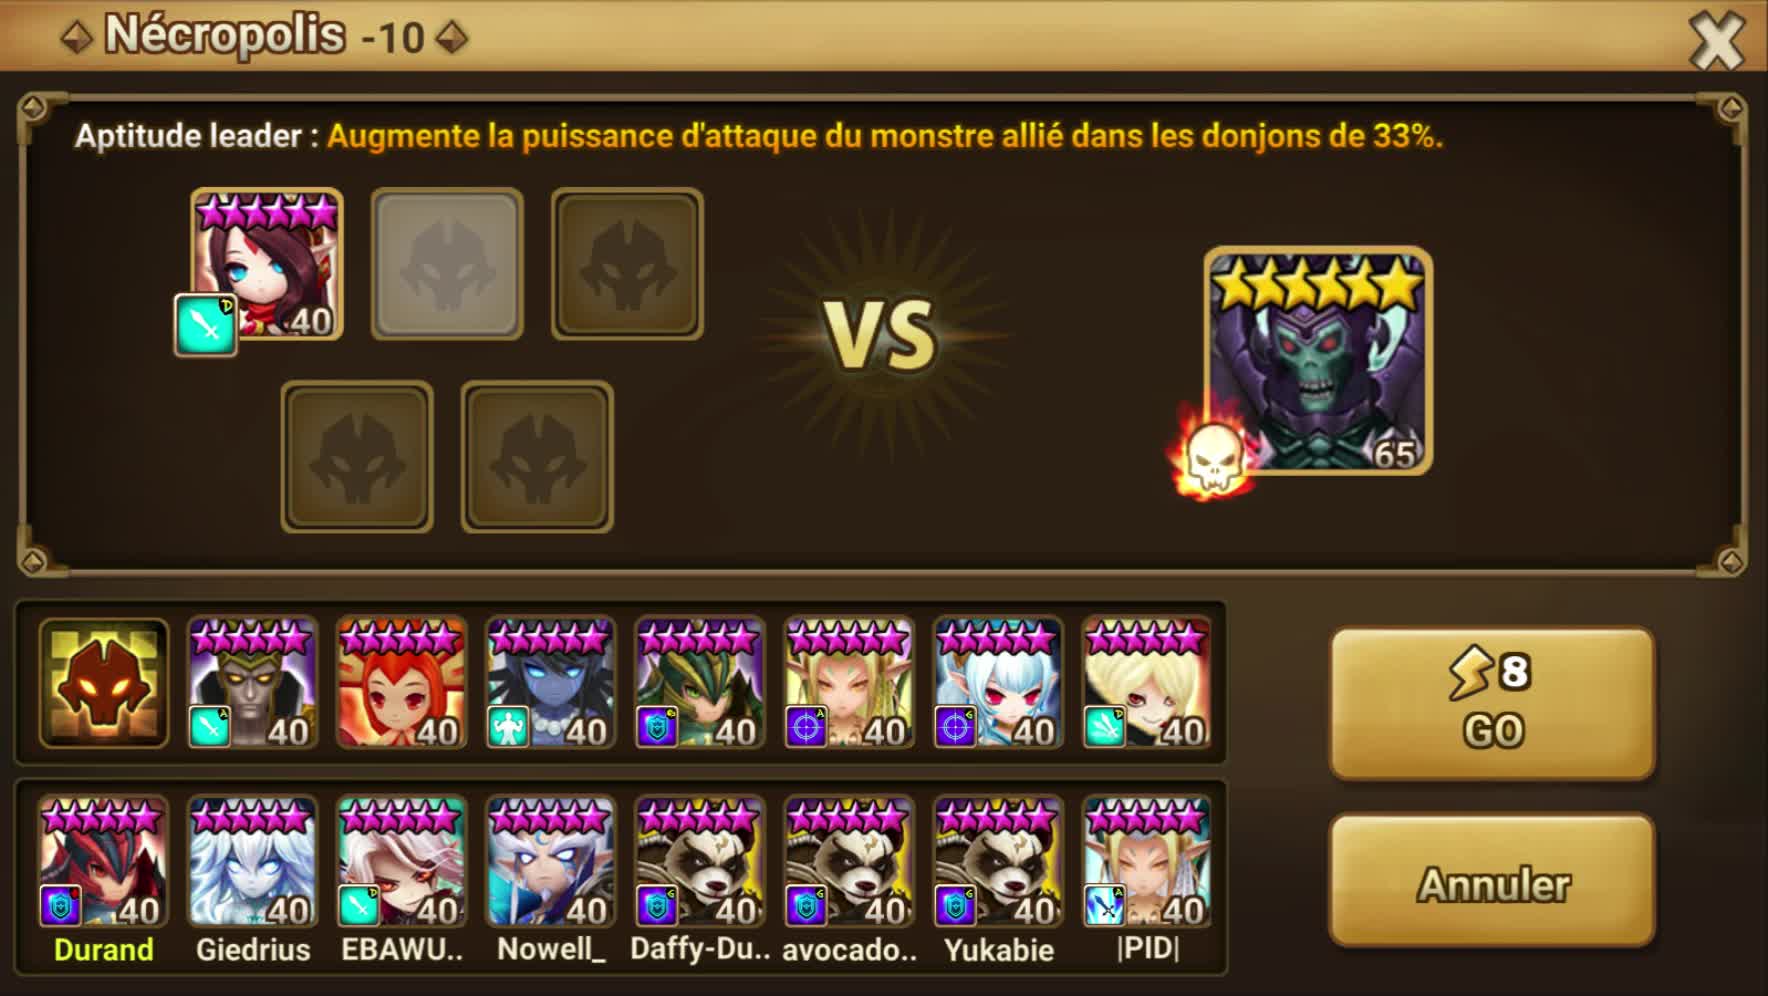 Nécropolis -10
Aptitude leader : Augmente la puissance d'attaque du monstre allié dans les donjons de 33%.
D
40
VS
65
A
40
40
40
G
40
A
40
G
40
D
40
8
GO
40
40
D
40
40
G
40
G
40
G
40
A
40
Durand
Giedrius
EBAWU..
Nowell_
Daffy-Du..
avocado..
Yukabie
|PID|
Annuler